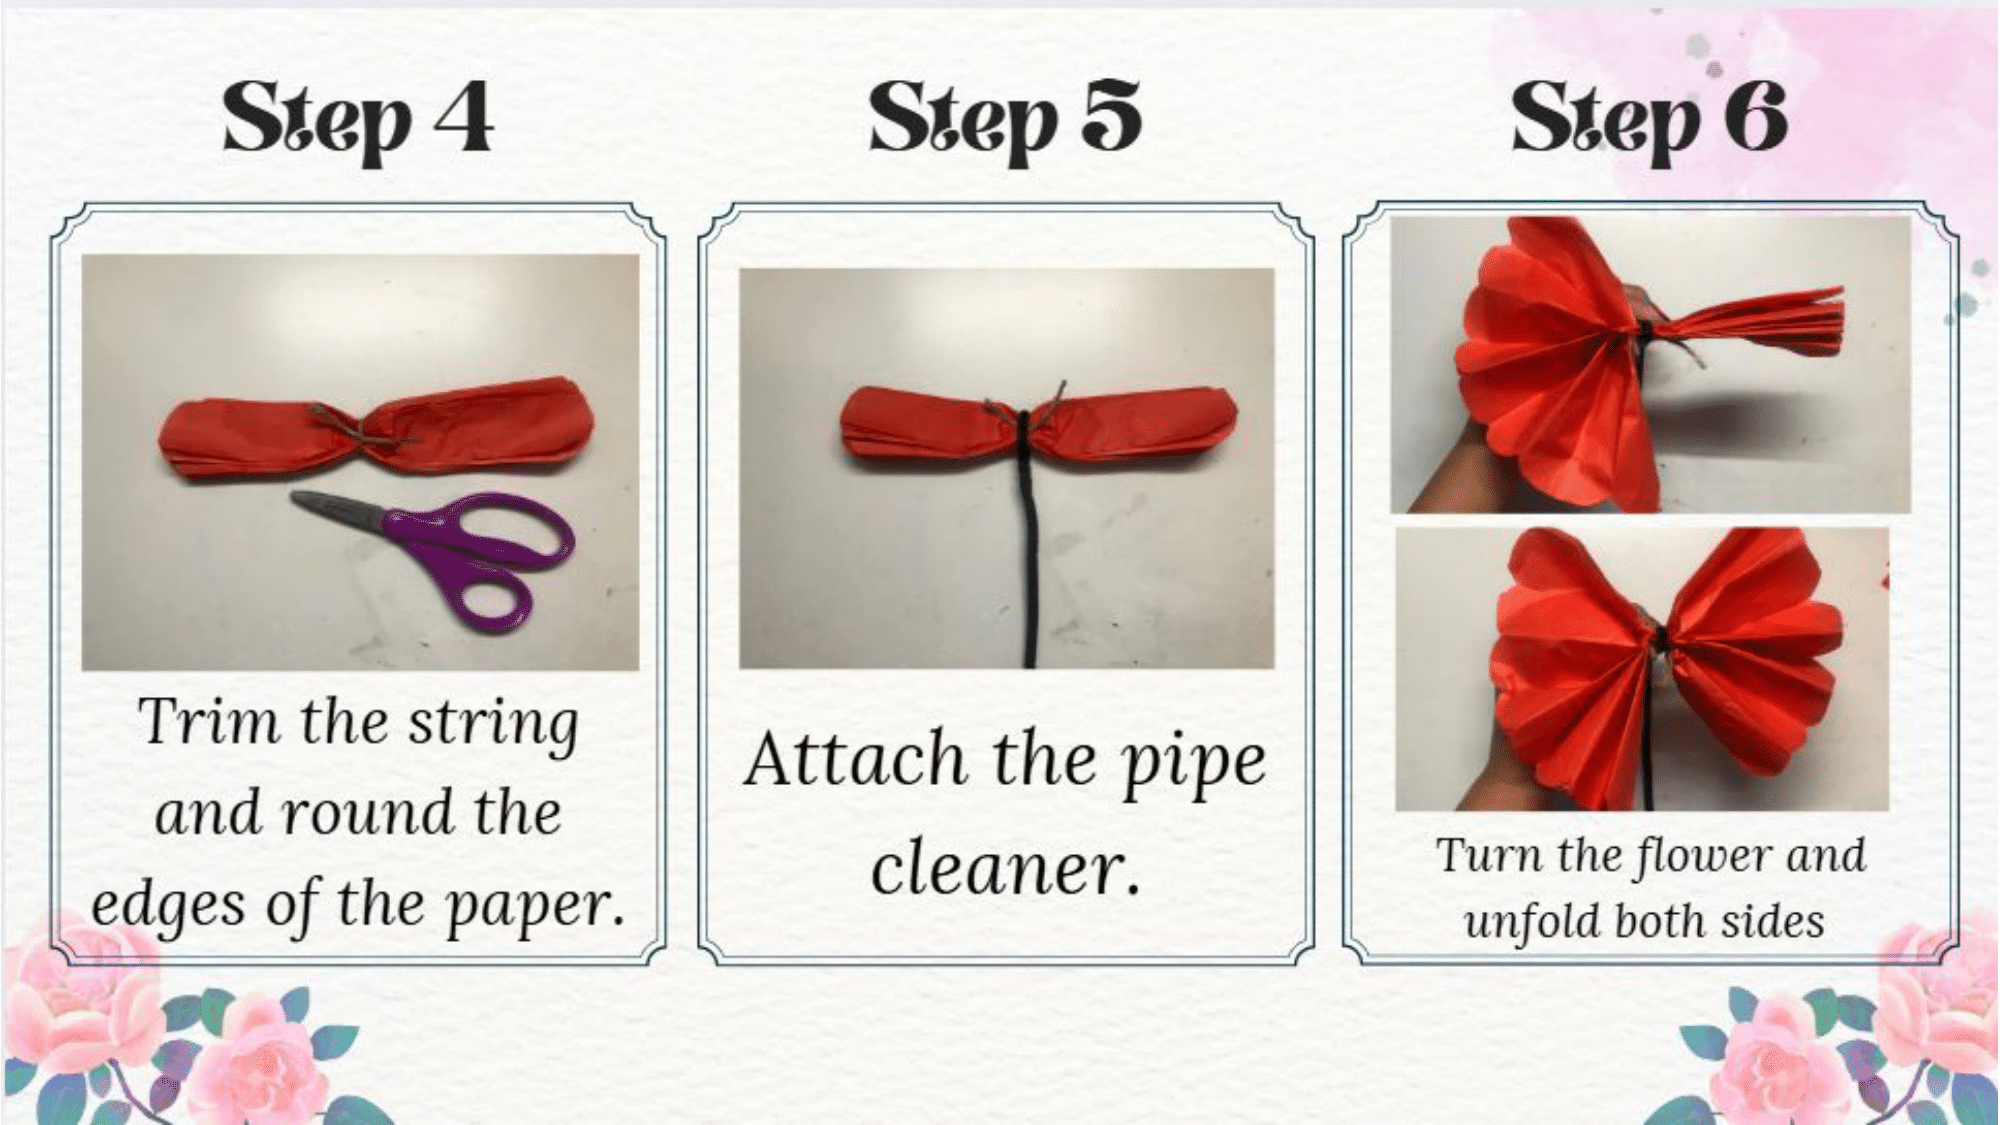 Step 4
Trim the string
and round the
edges of the paper.
Step 5
Attach the pipe
cleaner.
Step 6
Turn the flower and
unfold both sides